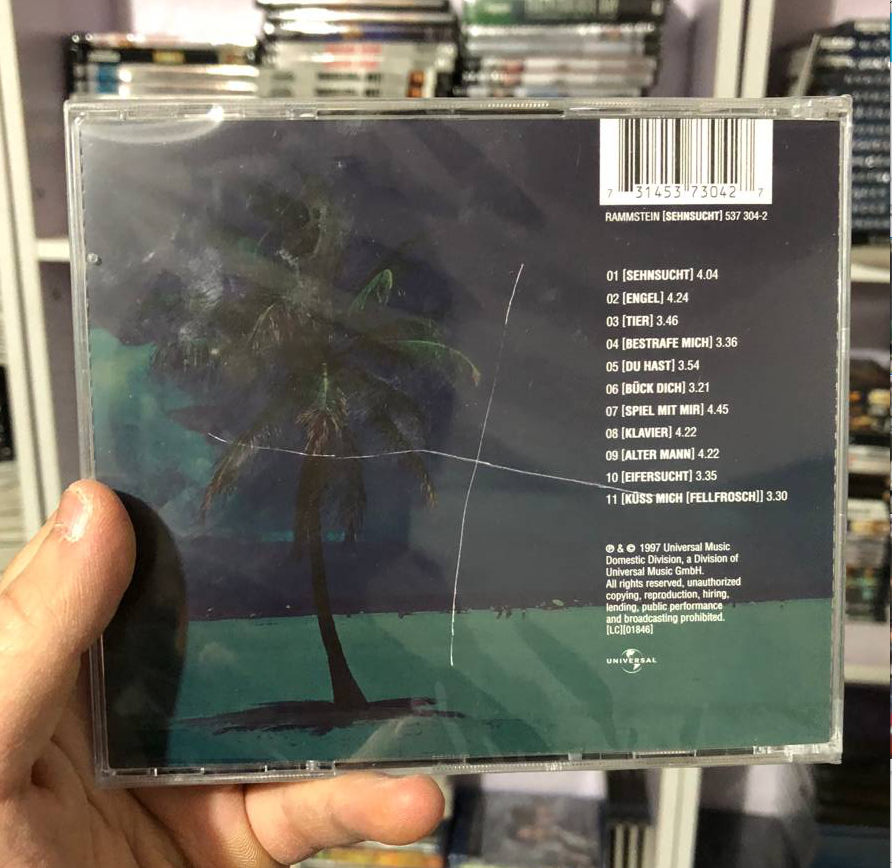 7 31453 73042 7
RAMMSTEIN [SEHNSUCHT] 537 304-2
01 [SEHNSUCHT] 4.04
02 [ENGEL] 4.24
03 [TIER] 3.46
04 [BESTRAFE MICH] 3.36
05 [DU HAST] 3.54
06 [BÜCK DICH] 3.21
07 [SPIEL MIT MIR] 4.45
08 [KLAVIER] 4.22
09 [ALTER MANN] 4.22
10 [EIFERSUCHT] 3.35
11 [KÜSS MICH [FELLFROSCH]] 3.30
℗ & © 1997 Universal Music
Domestic Division, a Division of
Universal Music GmbH.
All rights reserved, unauthorized
copying, reproduction, hiring,
lending, public performance
and broadcasting prohibited.
[LC][01846]
UNIVERSAL